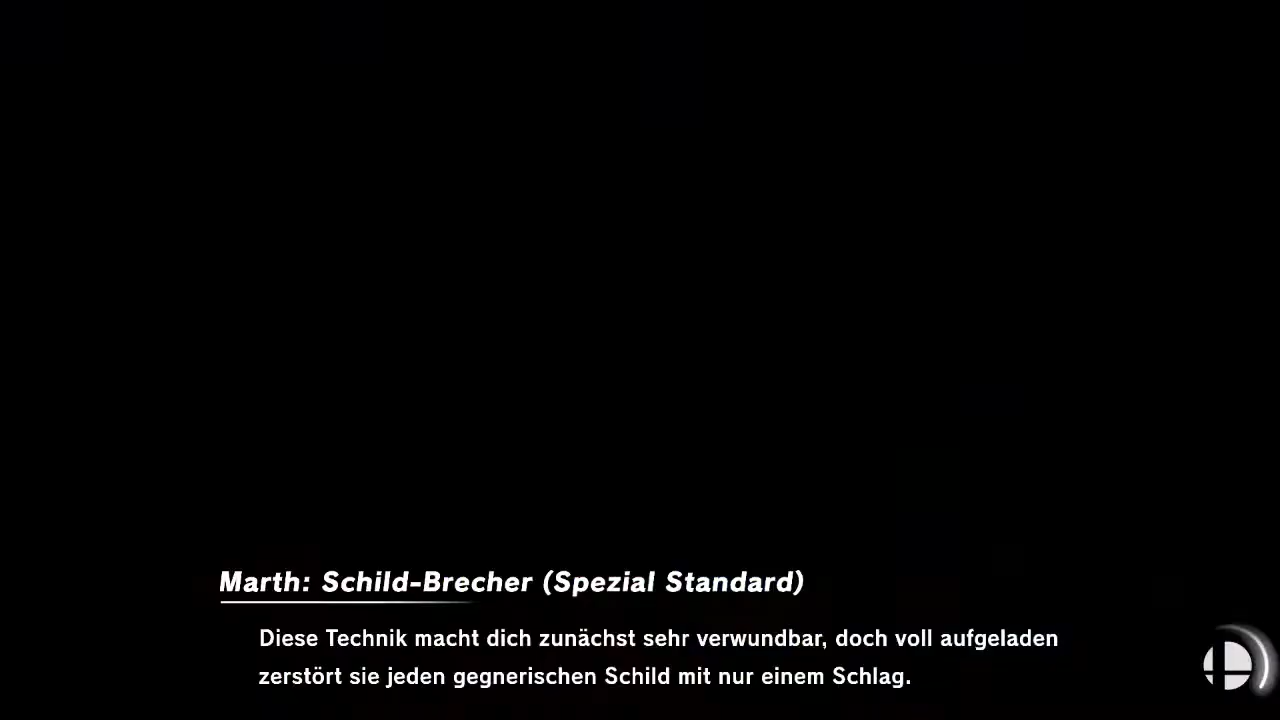 Marth: Schild-Brecher (Spezial Standard)
Diese Technik macht dich zunächst sehr verwundbar, doch voll aufgeladen
zerstört sie jeden gegnerischen Schild mit nur einem Schlag.